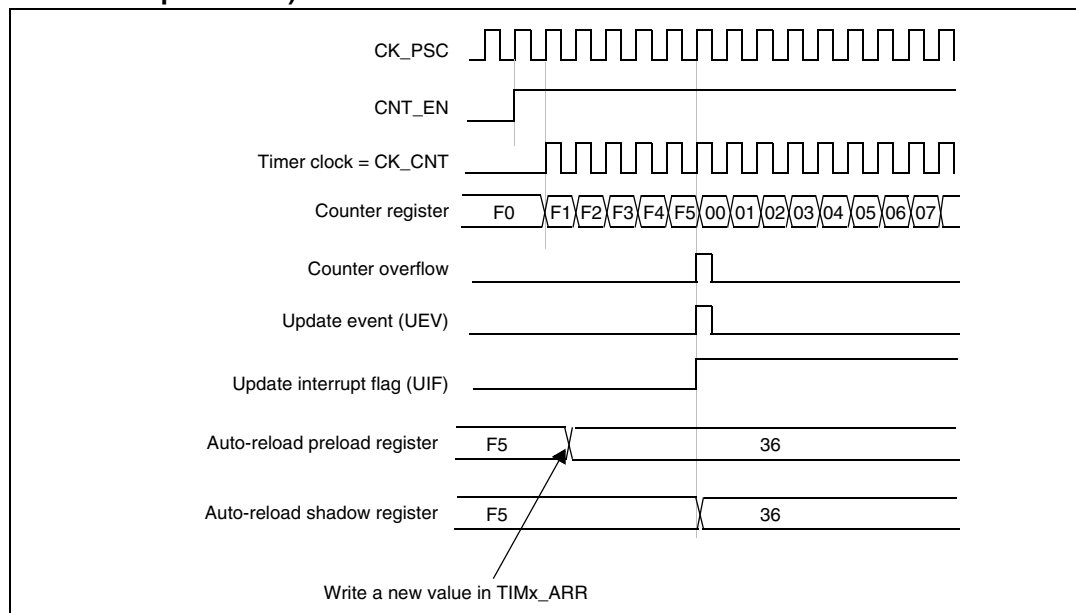 CK_PSC
CNT_EN
Timer clock = CK_CNT
Counter register F0 F1 F2 F3 F4 F5 00 01 02 03 04 05 06 07
Counter overflow
Update event (UEV)
Update interrupt flag (UIF)
Auto-reload preload register F5 36
Auto-reload shadow register F5 36
Write a new value in TIMx_ARR